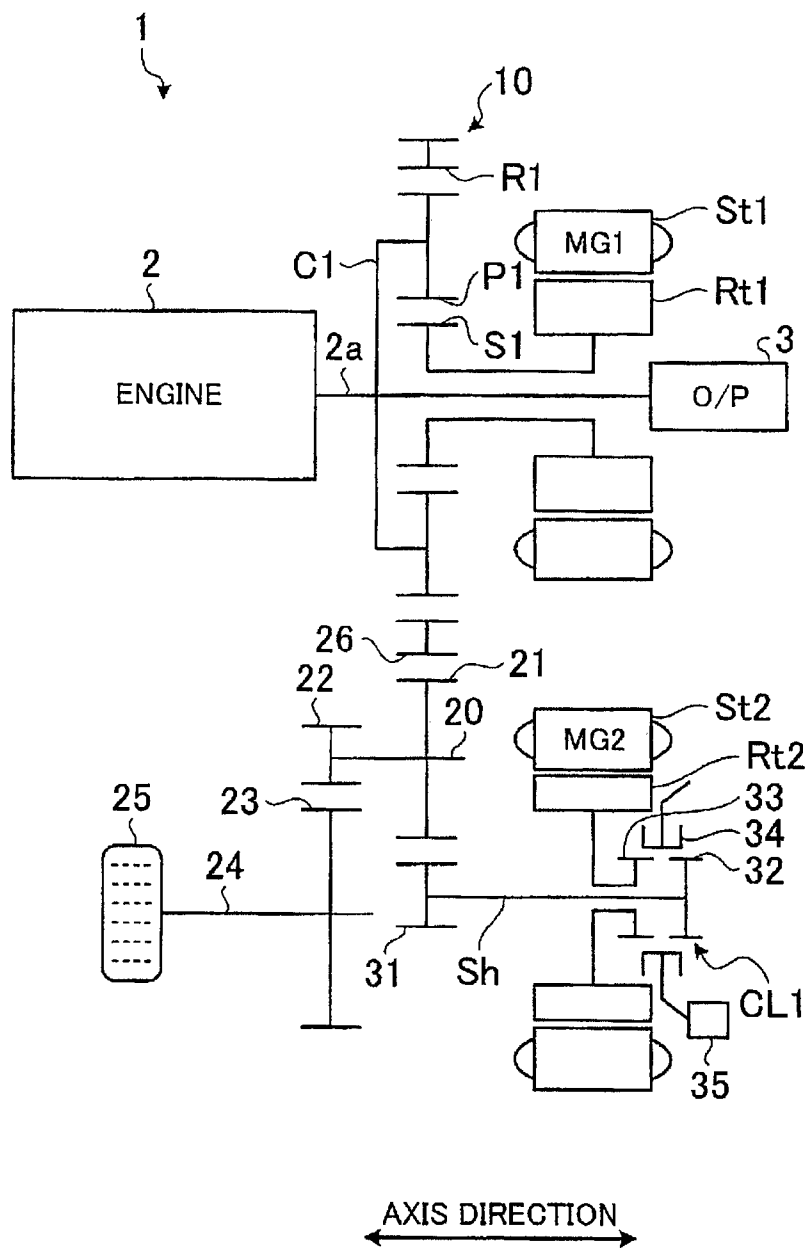 1
10
R1
St1
MG1
C1
2
P1
Rt1
S1
2a
3
ENGINE
O/P
26
21
22
20
St2
MG2
Rt2
23
33
25
34
32
24
31
Sh
CL1
35
AXIS DIRECTION